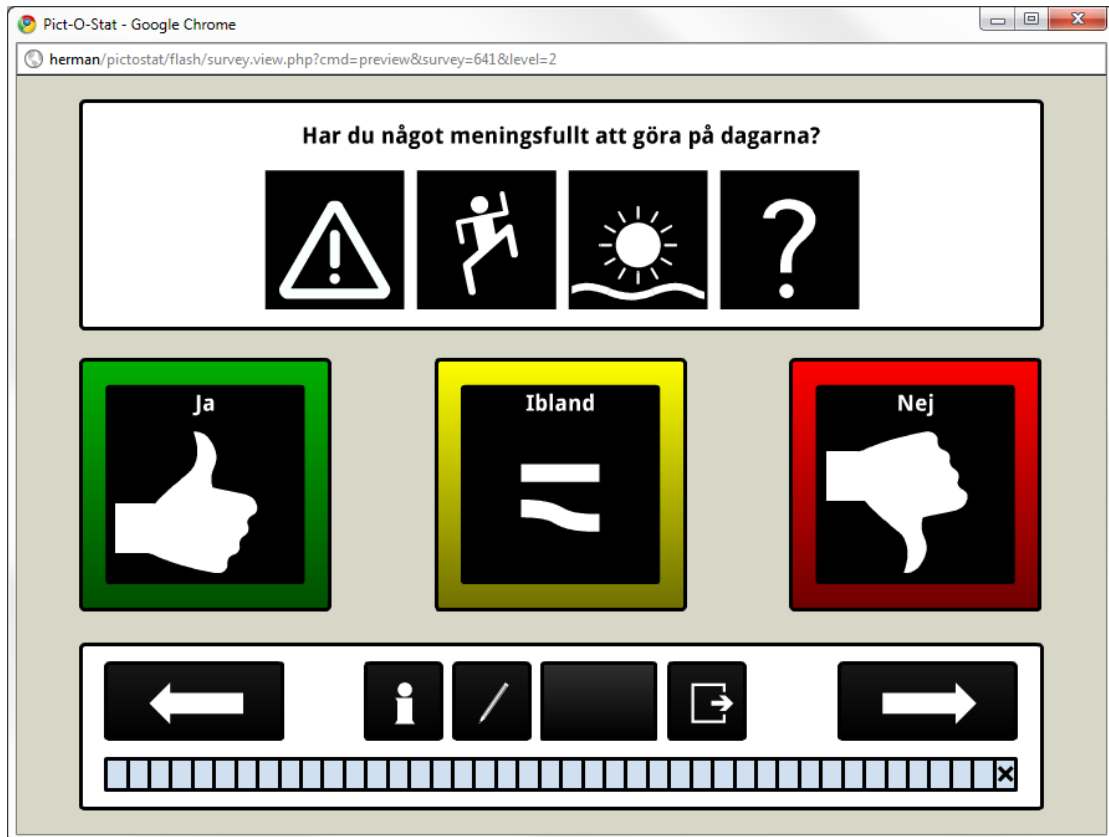 Pict-O-Stat - Google Chrome
herman/pictostat/flash/survey.view.php?cmd=preview&survey=641&level=2
Har du något meningsfullt att göra på dagarna?
Ja
Ibland
Nej